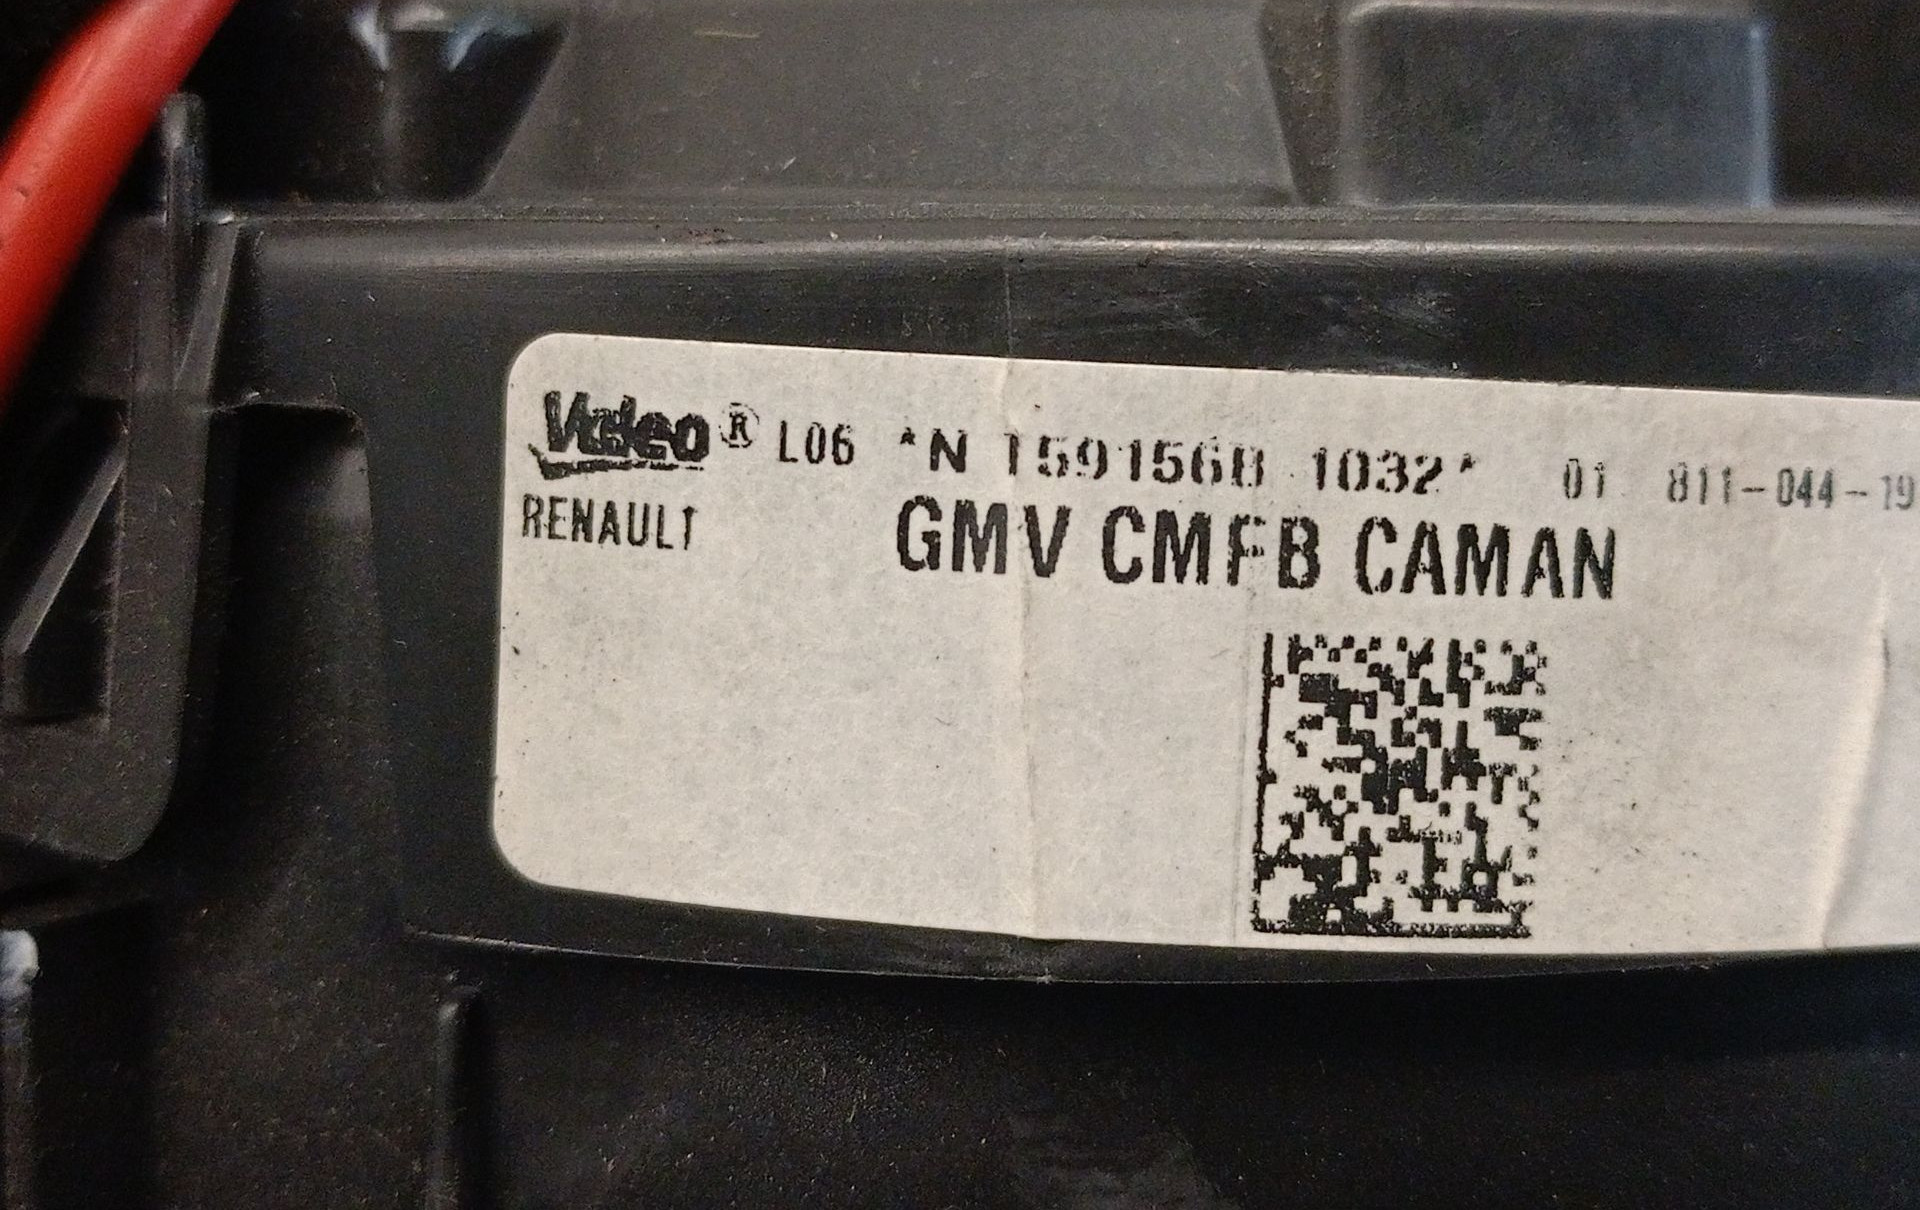 Valeo® L06 *N 1591568 1032* 01 811-044-19
RENAULT
GMV CMFB CAMAN